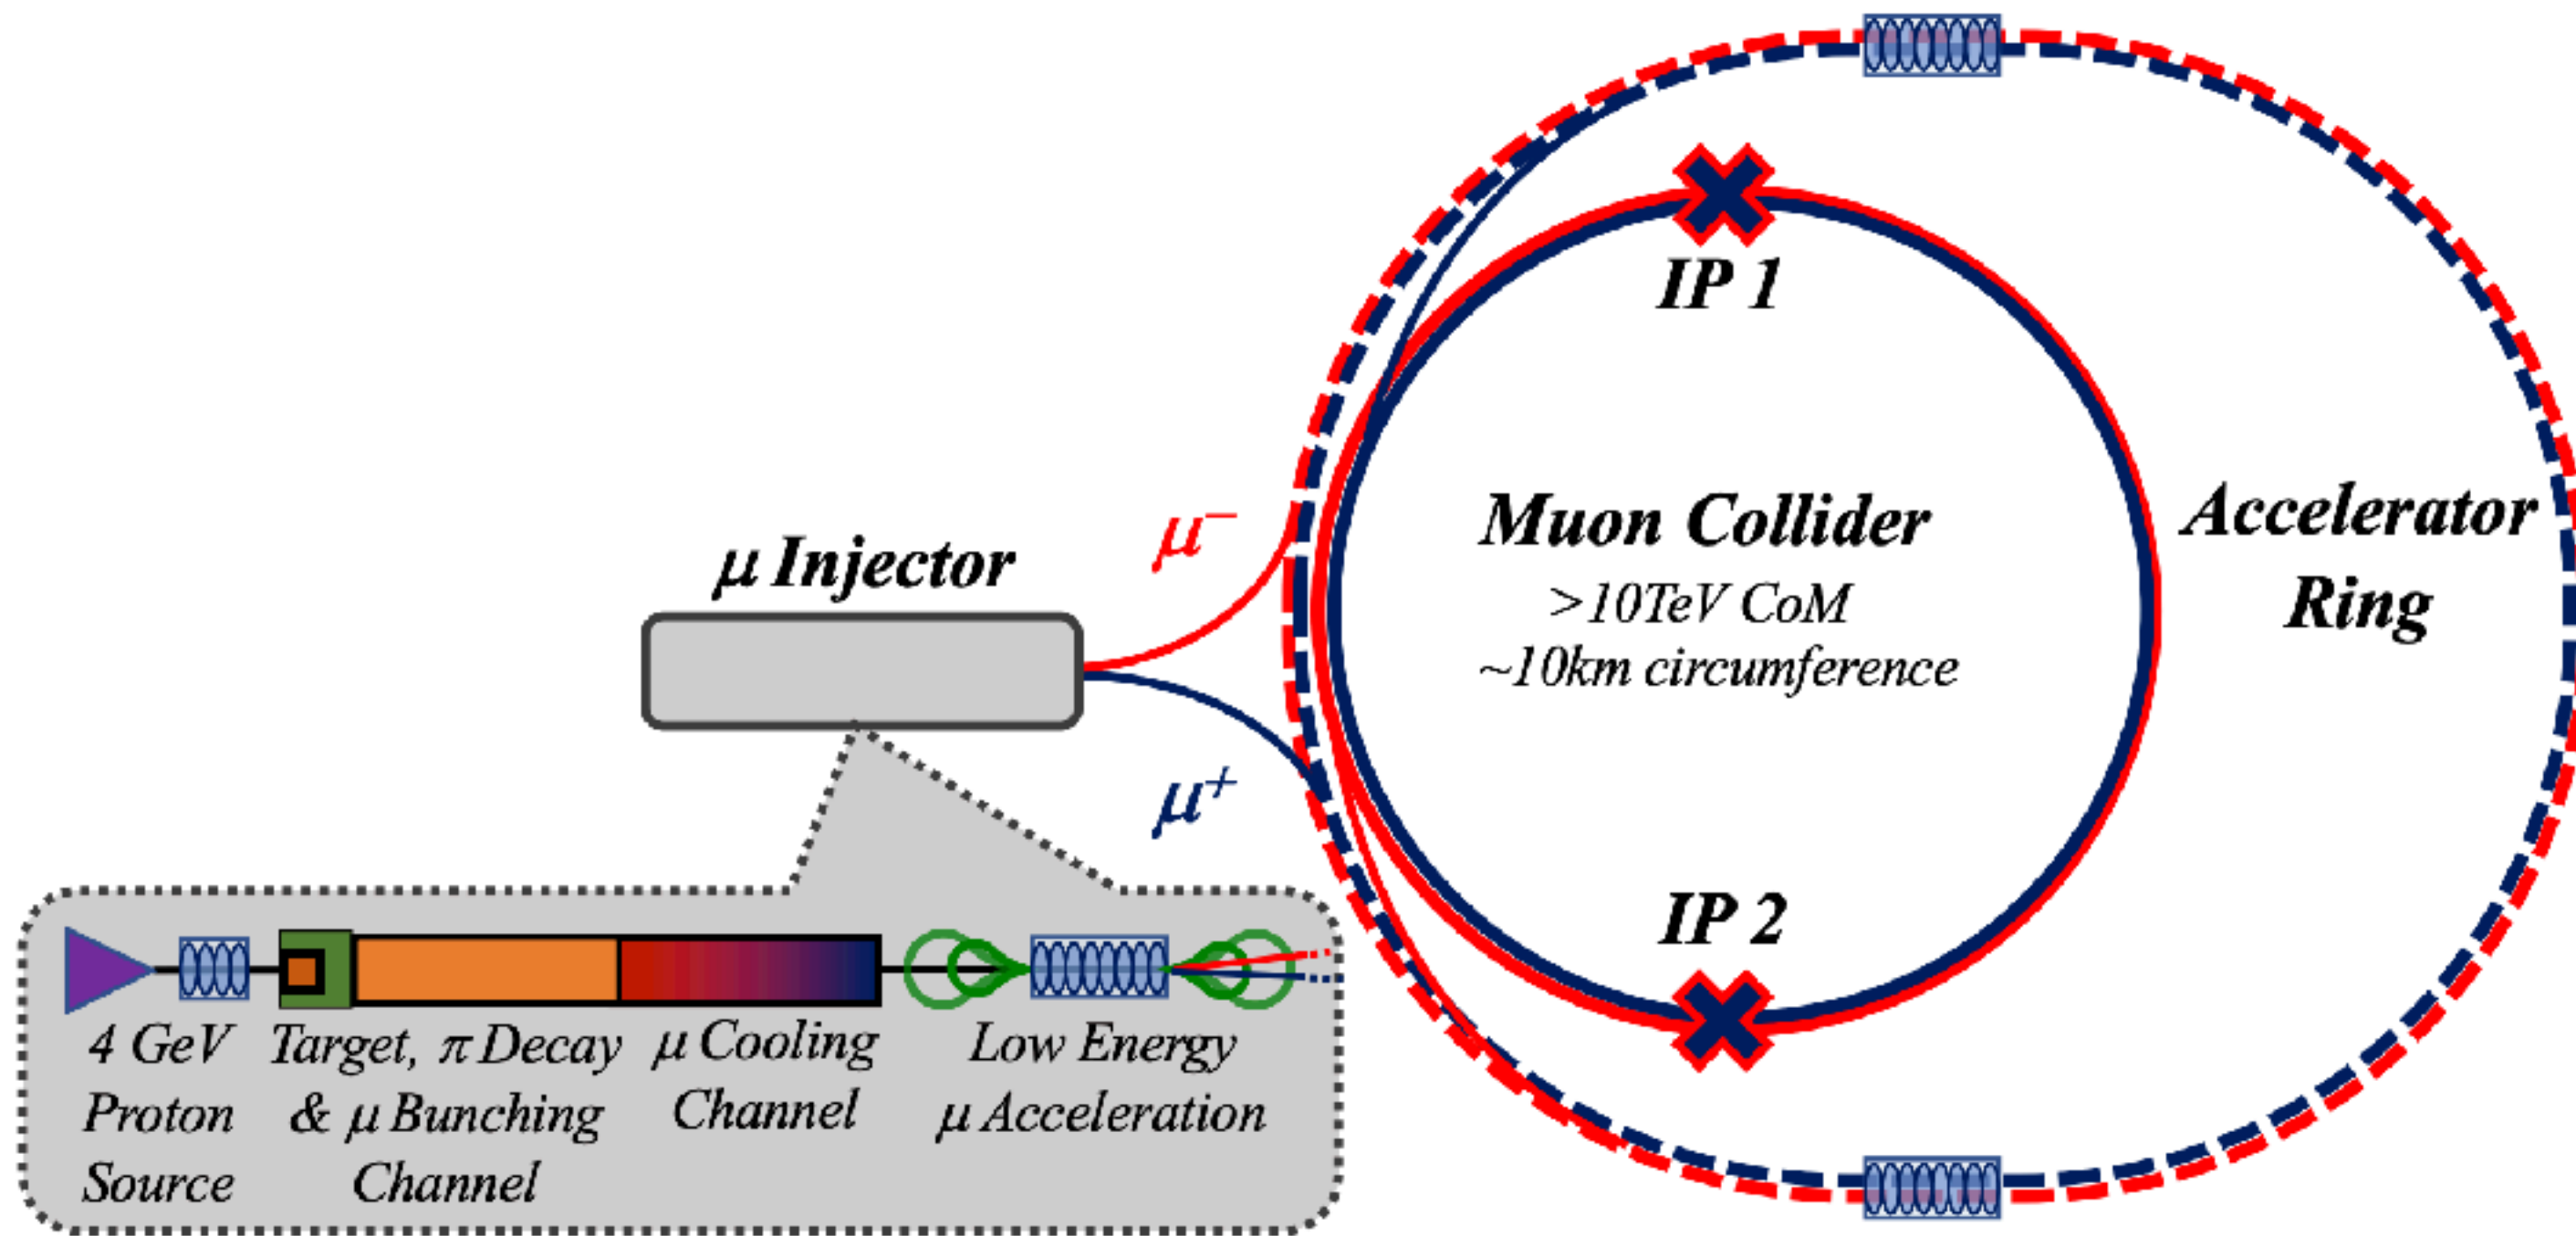 IP 1
Muon Collider
>10TeV CoM
~10km circumference
Accelerator
Ring
IP 2
μ Injector
μ−
μ+
4 GeV
Proton
Source
Target, π Decay
& μ Bunching
Channel
μ Cooling
Channel
Low Energy
μ Acceleration